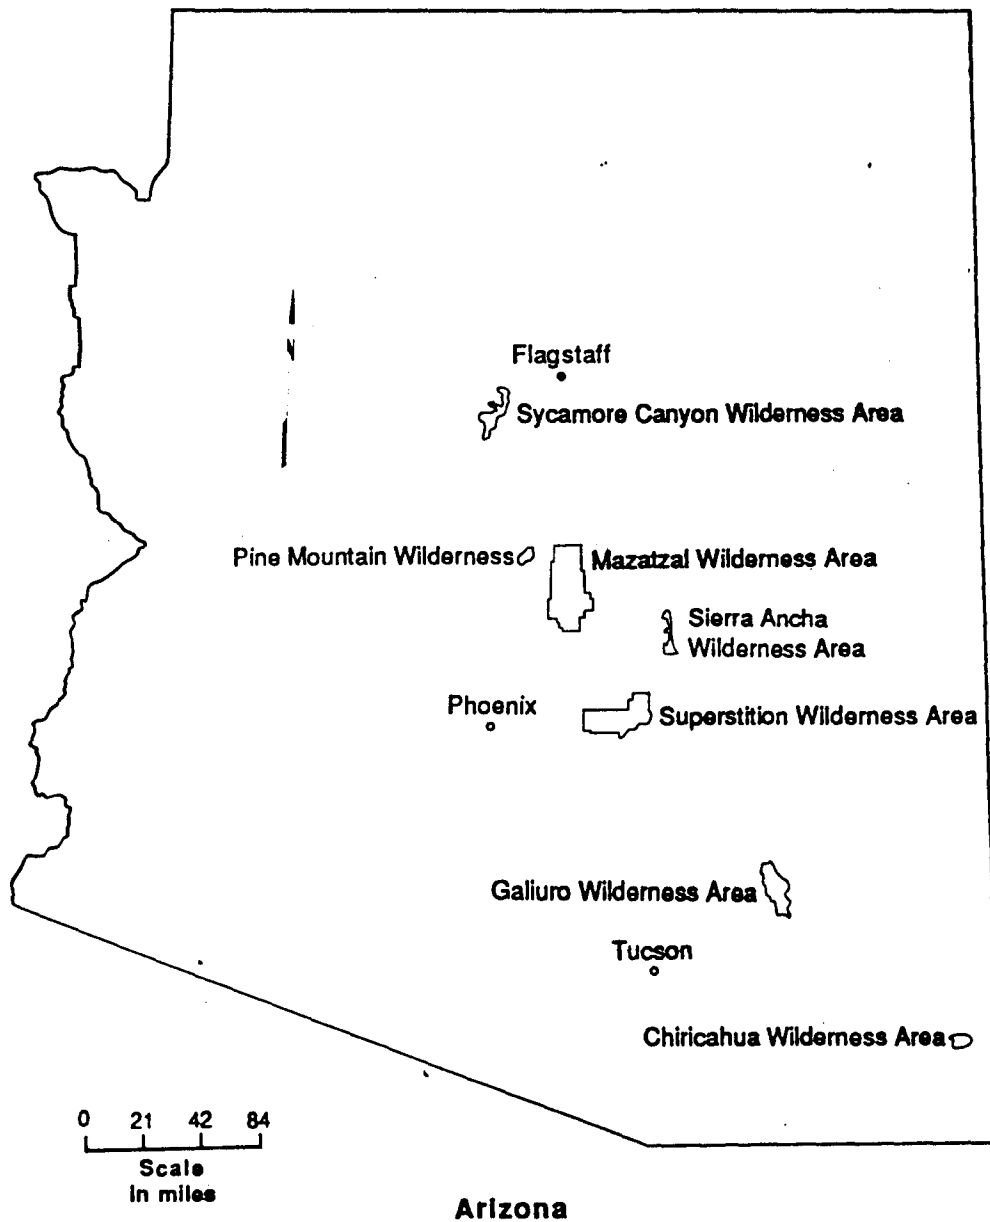 Flagstaff
Sycamore Canyon Wilderness Area
N
Pine Mountain Wilderness
Mazatzal Wilderness Area
Sierra Ancha
Wilderness Area
Phoenix
Superstition Wilderness Area
Galiuro Wilderness Area
Tucson
Chiricahua Wilderness Area
0 21 42 84
Scale
in miles
Arizona